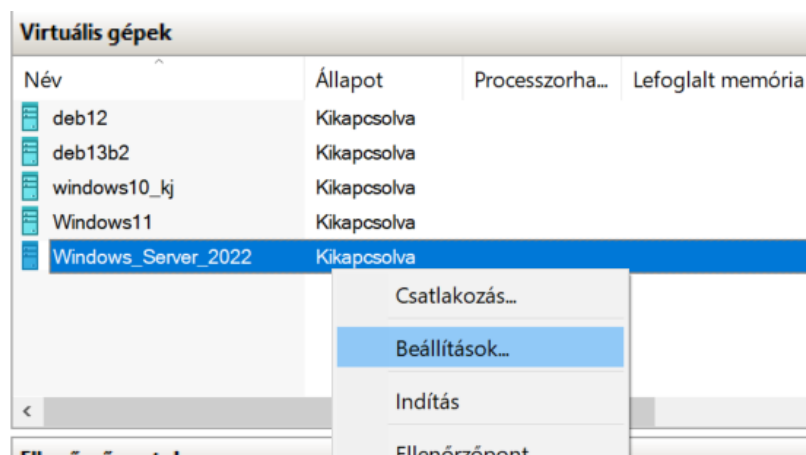 Virtuális gépek
Név Állapot Processzorha... Lefoglalt memória
deb12 Kikapcsolva
deb13b2 Kikapcsolva
windows10_kj Kikapcsolva
Windows11 Kikapcsolva
Windows_Server_2022 Kikapcsolva
Csatlakozás...
Beállítások...
Indítás
Ellenőrzőpont